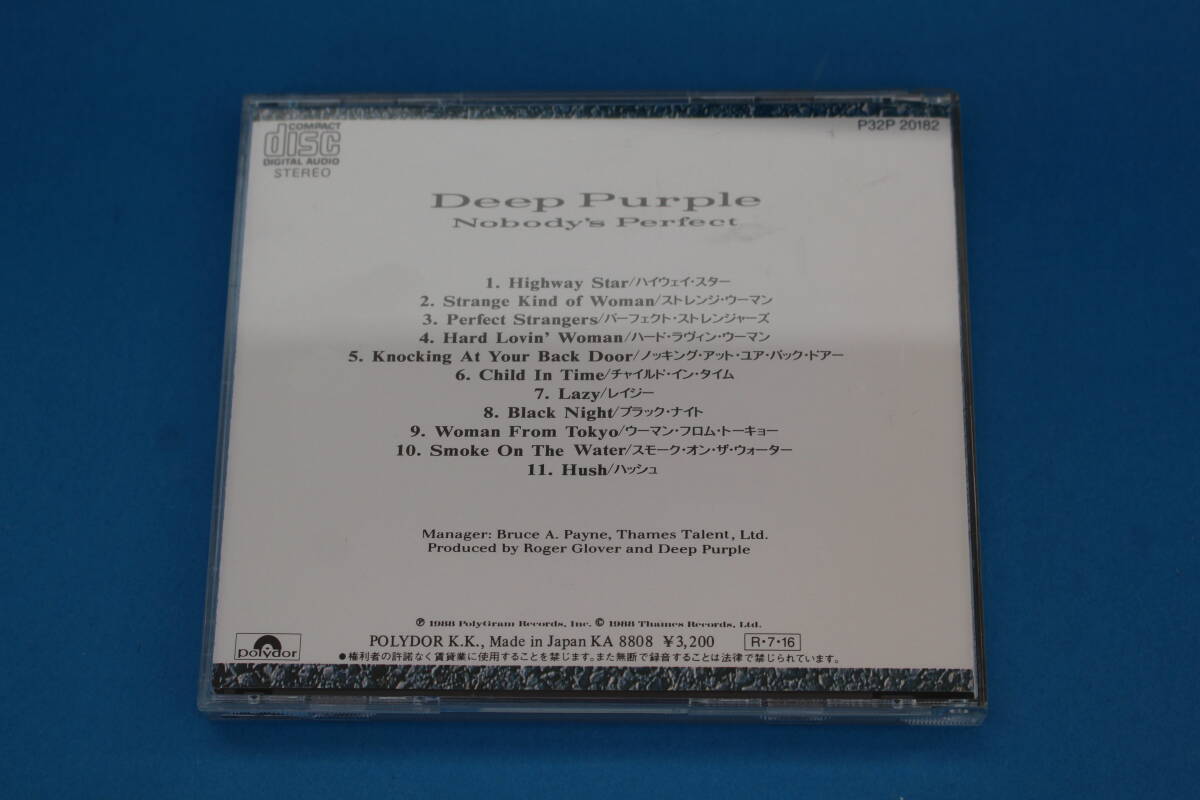 COMPACT
disc
DIGITAL AUDIO
STEREO
P32P 20182
Deep Purple
Nobody's Perfect
1. Highway Star/ハイウェイ・スター
2. Strange Kind of Woman/ストレンジ・ウーマン
3. Perfect Strangers/パーフェクト・ストレンジャーズ
4. Hard Lovin' Woman/ハード・ラヴィン・ウーマン
5. Knocking At Your Back Door/ノッキング・アット・ユア・バック・ドアー
6. Child In Time/チャイルド・イン・タイム
7. Lazy/レイジー
8. Black Night/ブラック・ナイト
9. Woman From Tokyo/ウーマン・フロム・トーキョー
10. Smoke On The Water/スモーク・オン・ザ・ウォーター
11. Hush/ハッシュ
Manager: Bruce A. Payne, Thames Talent, Ltd.
Produced by Roger Glover and Deep Purple
℗ 1988 PolyGram Records, Inc. © 1988 Thames Records, Ltd.
polydor
POLYDOR K.K., Made in Japan KA 8808 ¥3,200 R・7・16
●権利者の許諾なく賃貸業に使用することを禁じます。また無断で録音することは法律で禁じられています。